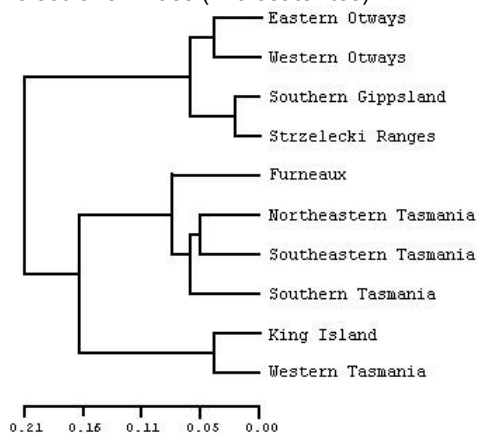 Eastern Otways
Western Otways
Southern Gippsland
Strzelecki Ranges
Furneaux
Northeastern Tasmania
Southeastern Tasmania
Southern Tasmania
King Island
Western Tasmania
0.21 0.16 0.11 0.05 0.00